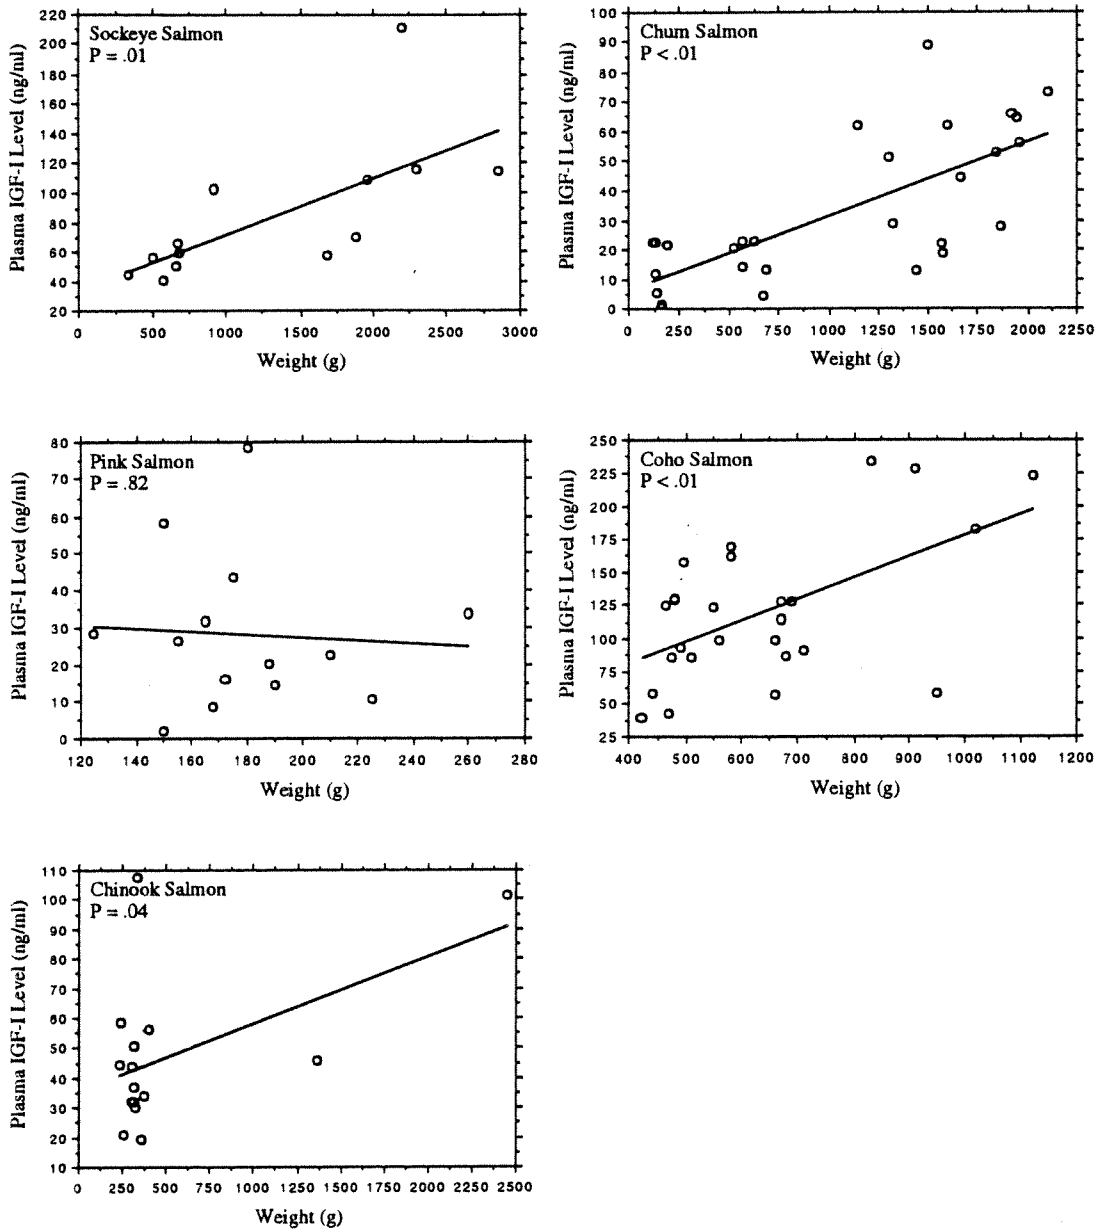 Sockeye Salmon
P = .01
Plasma IGF-I Level (ng/ml)
220
200
180
160
140
120
100
80
60
40
20
0 500 1000 1500 2000 2500 3000
Weight (g)
Chum Salmon
P < .01
Plasma IGF-I Level (ng/ml)
100
90
80
70
60
50
40
30
20
10
0
0 250 500 750 1000 1250 1500 1750 2000 2250
Weight (g)
Pink Salmon
P = .82
Plasma IGF-I Level (ng/ml)
80
70
60
50
40
30
20
10
0
120 140 160 180 200 220 240 260 280
Weight (g)
Coho Salmon
P < .01
Plasma IGF-I Level (ng/ml)
250
225
200
175
150
125
100
75
50
25
400 500 600 700 800 900 1000 1100 1200
Weight (g)
Chinook Salmon
P = .04
Plasma IGF-I Level (ng/ml)
110
100
90
80
70
60
50
40
30
20
10
0 250 500 750 1000 1250 1500 1750 2000 2250 2500
Weight (g)